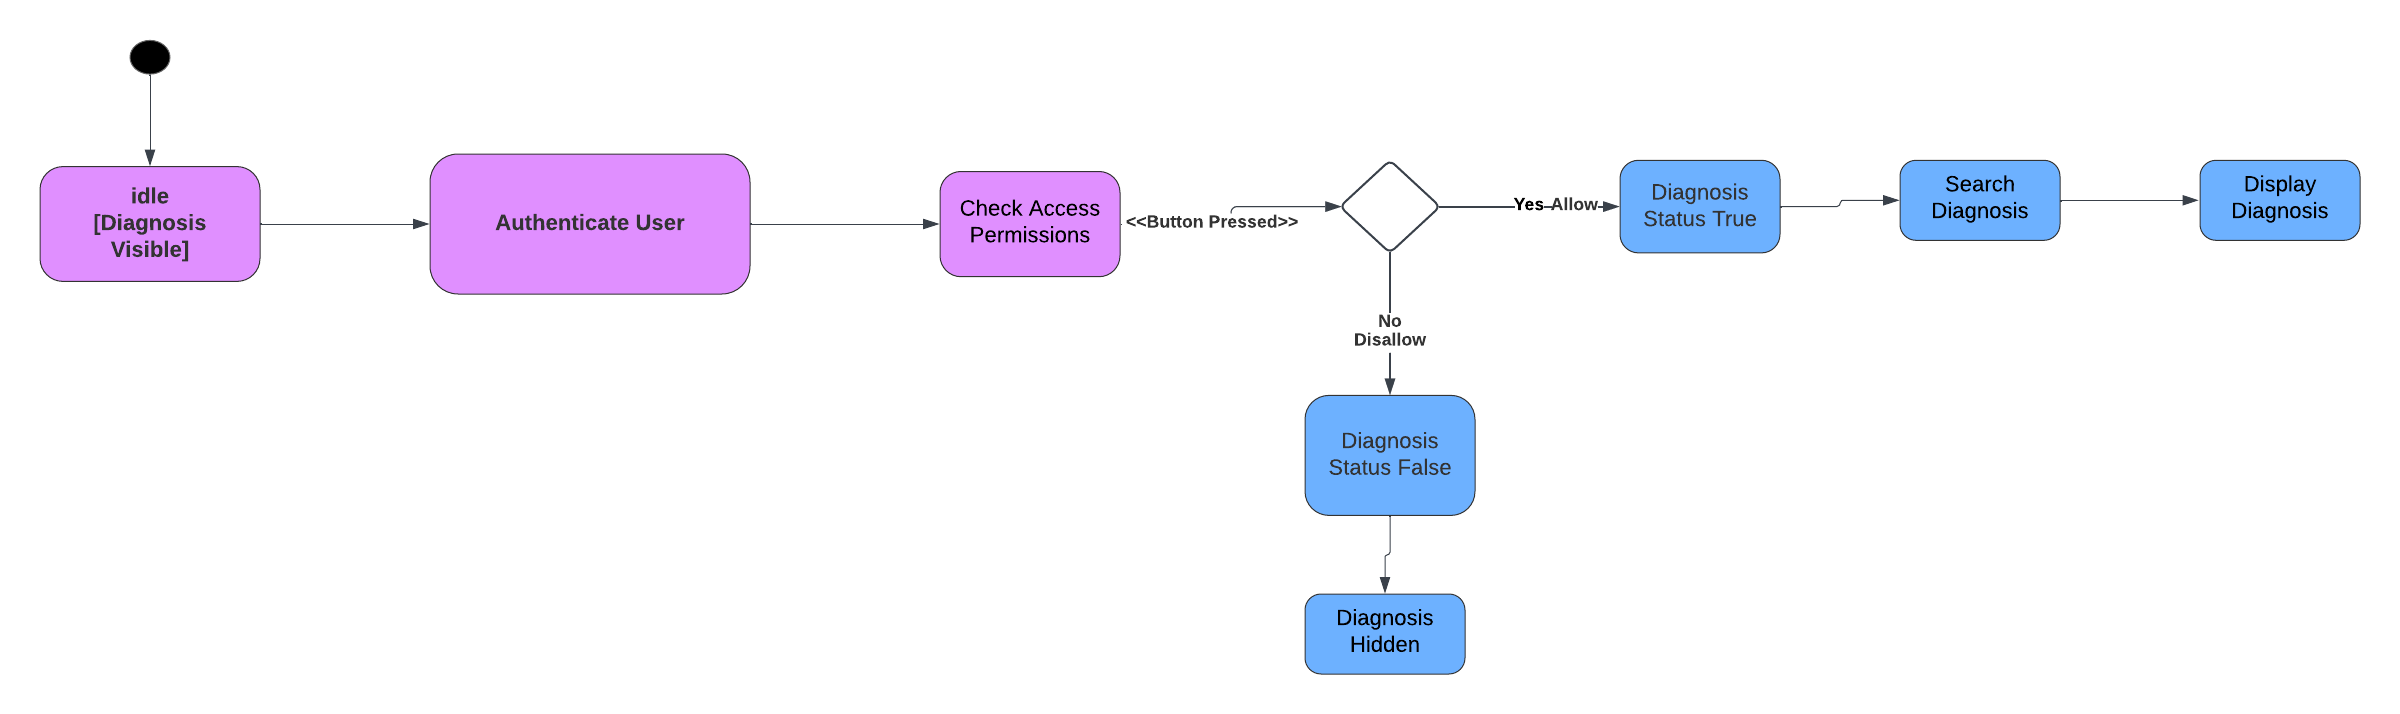 idle
[Diagnosis
Visible]
Authenticate User
Check Access
Permissions
<<Button Pressed>>
Yes
Allow
Diagnosis
Status True
Search
Diagnosis
Display
Diagnosis
No
Disallow
Diagnosis
Status False
Diagnosis
Hidden